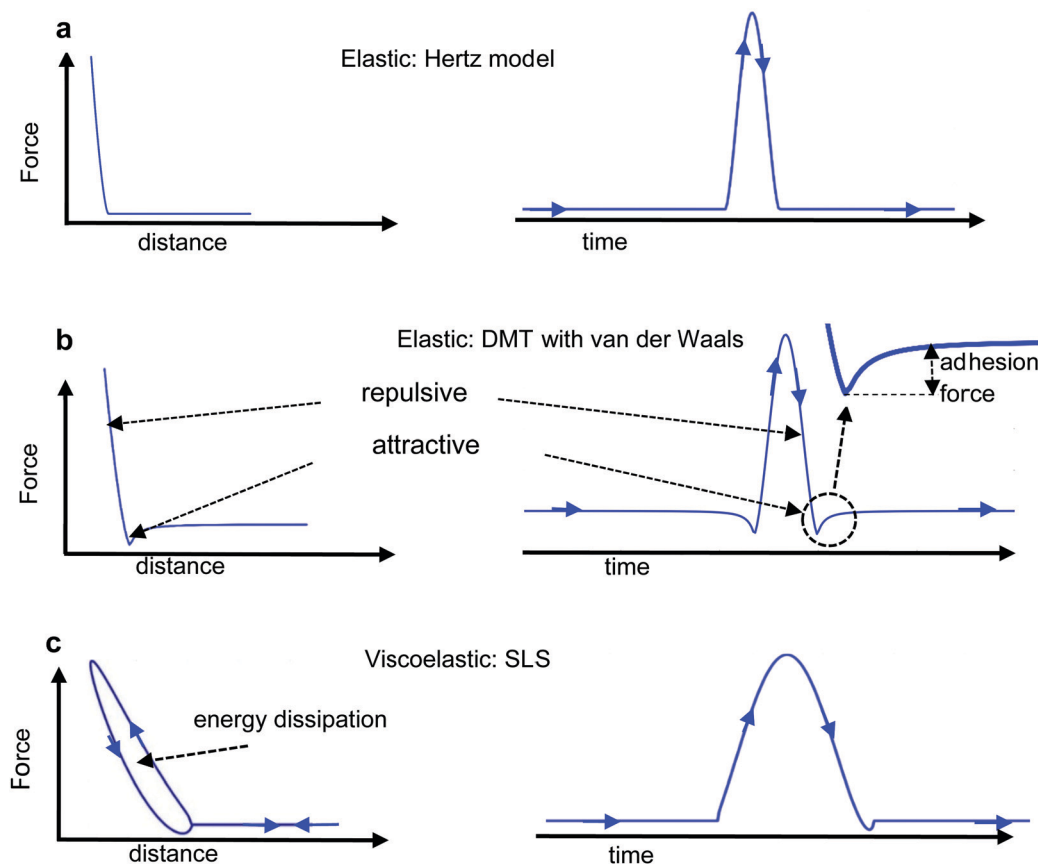 a
Elastic: Hertz model
Force
distance
time
b
Elastic: DMT with van der Waals
adhesion
force
repulsive
attractive
Force
distance
time
c
Viscoelastic: SLS
energy dissipation
Force
distance
time